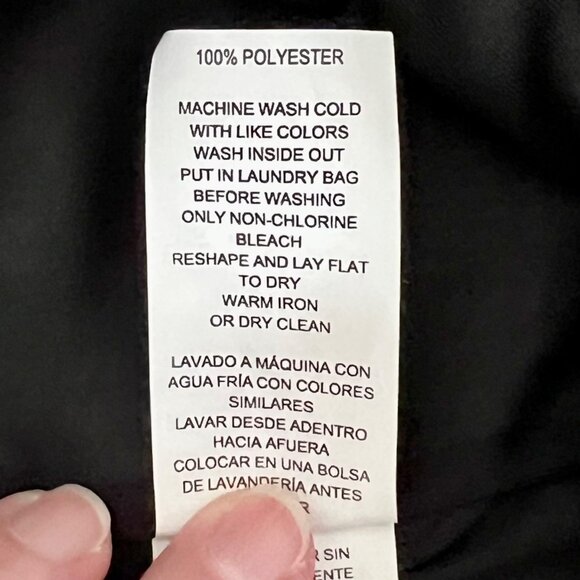 100% POLYESTER
MACHINE WASH COLD
WITH LIKE COLORS
WASH INSIDE OUT
PUT IN LAUNDRY BAG
BEFORE WASHING
ONLY NON-CHLORINE
BLEACH
RESHAPE AND LAY FLAT
TO DRY
WARM IRON
OR DRY CLEAN
LAVADO A MÁQUINA CON
AGUA FRÍA CON COLORES
SIMILARES
LAVAR DESDE ADENTRO
HACIA AFUERA
COLOCAR EN UNA BOLSA
DE LAVANDERÍA ANTES
SIN